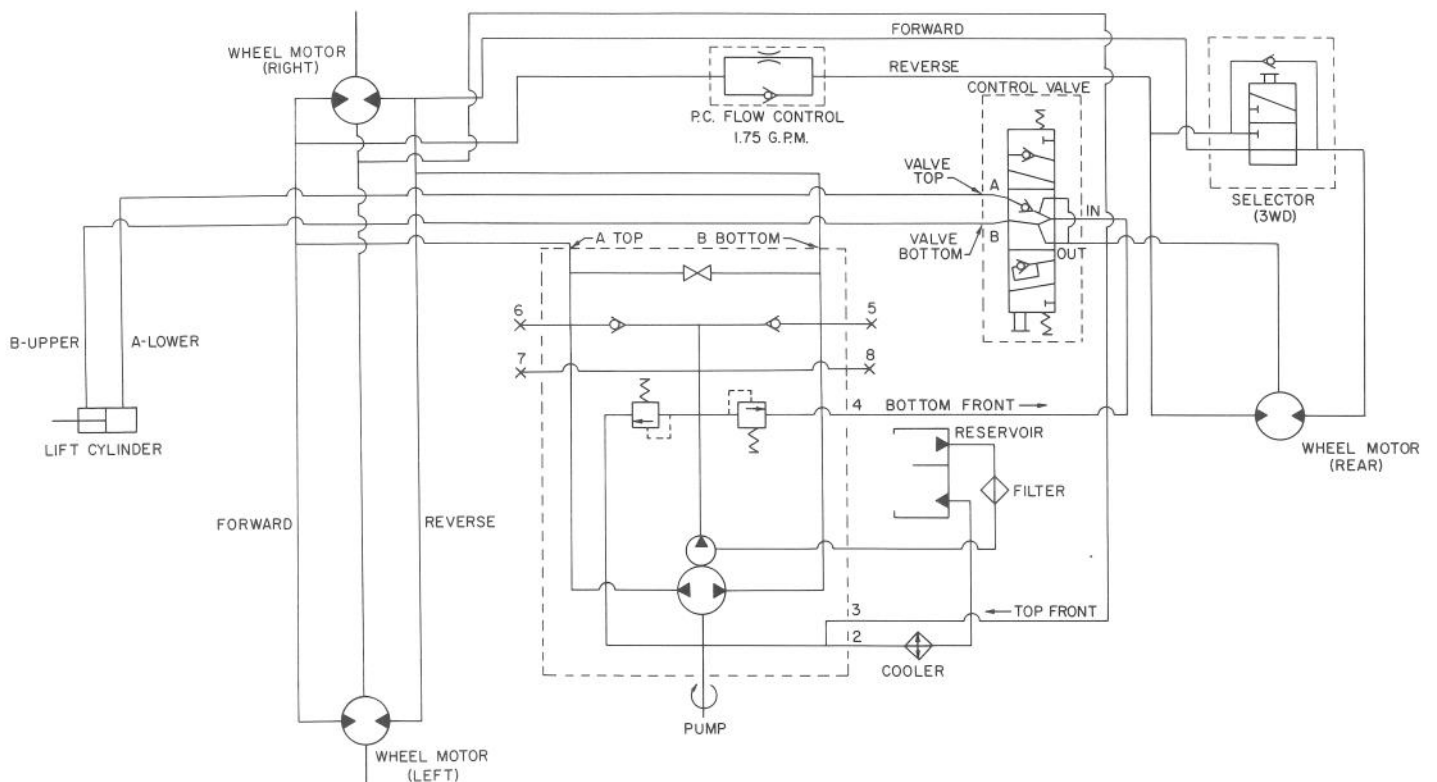 WHEEL MOTOR
(RIGHT)
FORWARD
REVERSE
P.C. FLOW CONTROL
1.75 G.P.M.
CONTROL VALVE
VALVE
TOP
A
IN
B
VALVE
BOTTOM
OUT
SELECTOR
(3WD)
A TOP
B BOTTOM
6
5
7
8
B-UPPER
A-LOWER
LIFT CYLINDER
4
BOTTOM FRONT
RESERVOIR
FILTER
WHEEL MOTOR
(REAR)
FORWARD
REVERSE
3
TOP FRONT
2
COOLER
PUMP
WHEEL MOTOR
(LEFT)